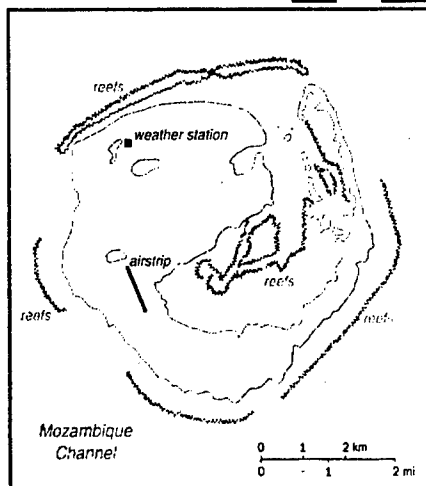 reefs
weather station
airstrip
reefs
reefs
reefs
Mozambique
Channel
0 1 2 km
0 1 2 mi